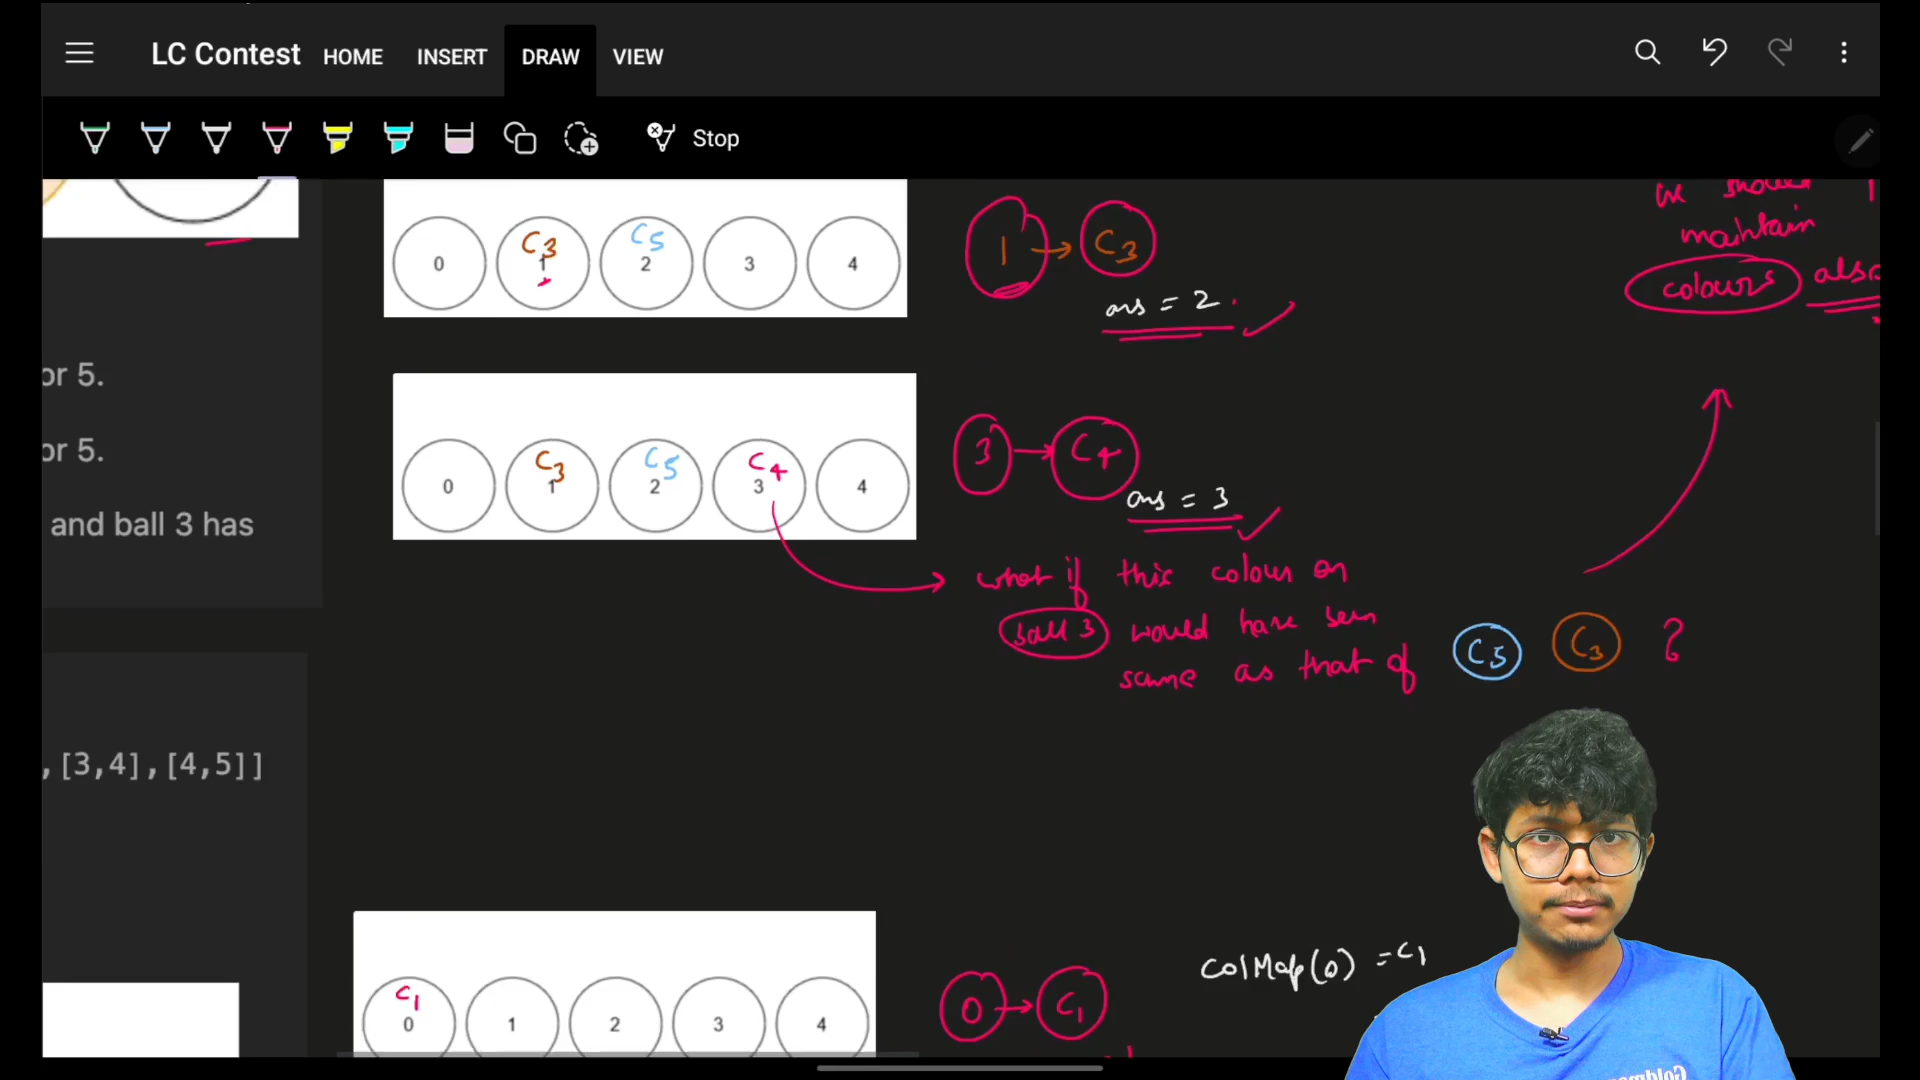 LC Contest HOME INSERT DRAW VIEW
Stop
we should
maintain
colours also
0 1 2 3 4
C3 C5
1 → C3
ans = 2.
or 5.
or 5.
and ball 3 has
0 1 2 3 4
C3 C5 C4
3 → C4
ans = 3
what if this colour on
ball 3 would have been
same as that of C5 C3 ?
,[3,4],[4,5]]
C1
0 1 2 3 4
0 → C1
colMap(0) = C1